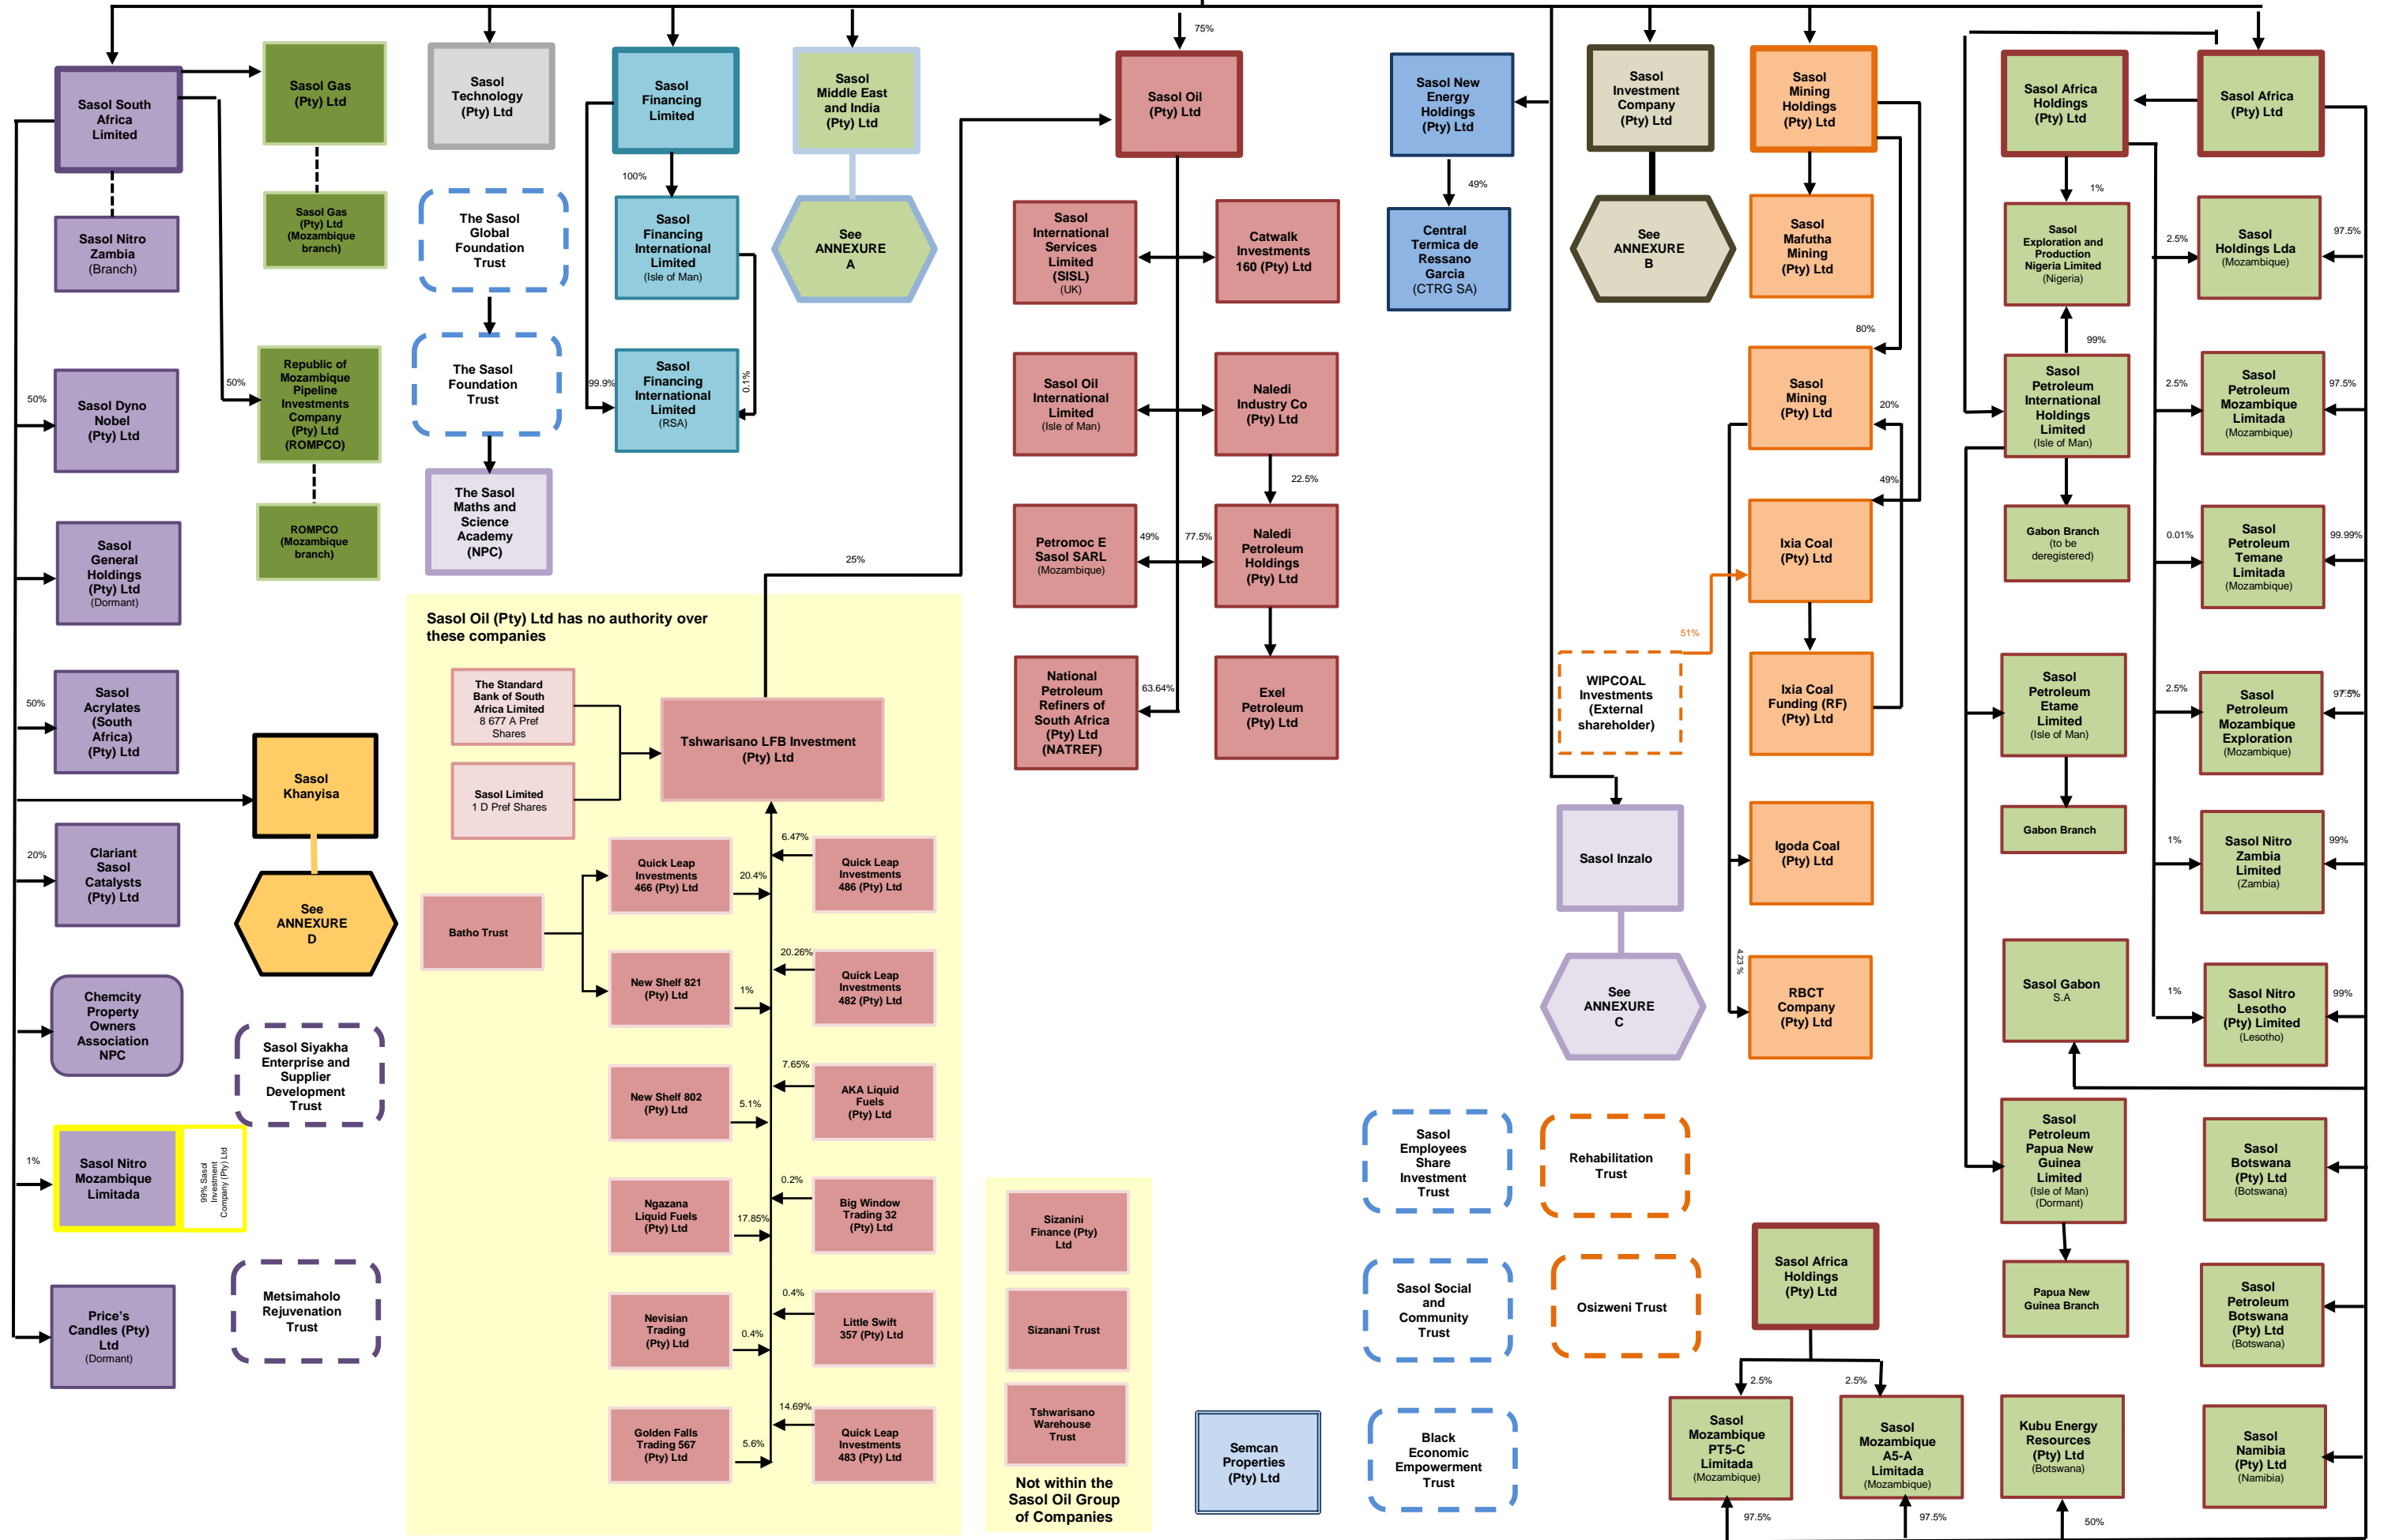 75%
Sasol South
Africa
Limited
Sasol Gas
(Pty) Ltd
Sasol
Technology
(Pty) Ltd
Sasol
Financing
Limited
Sasol
Middle East
and India
(Pty) Ltd
Sasol Oil
(Pty) Ltd
Sasol New
Energy
Holdings
(Pty) Ltd
Sasol
Investment
Company
(Pty) Ltd
Sasol
Mining
Holdings
(Pty) Ltd
Sasol Africa
Holdings
(Pty) Ltd
Sasol Africa
(Pty) Ltd
Sasol Nitro
Zambia
(Branch)
Sasol Gas
(Pty) Ltd
(Mozambique
branch)
50%
Republic of
Mozambique
Pipeline
Investments
Company
(Pty) Ltd
(ROMPCO)
ROMPCO
(Mozambique
branch)
50%
Sasol Dyno
Nobel
(Pty) Ltd
Sasol
General
Holdings
(Pty) Ltd
(Dormant)
50%
Sasol
Acrylates
(South
Africa)
(Pty) Ltd
Sasol
Khanyisa
20%
Clariant
Sasol
Catalysts
(Pty) Ltd
See
ANNEXURE
D
Chemcity
Property
Owners
Association
NPC
Sasol Siyakha
Enterprise and
Supplier
Development
Trust
1%
Sasol Nitro
Mozambique
Limitada
99% Sasol
Investment
Company (Pty) Ltd
Price's
Candles (Pty)
Ltd
(Dormant)
Metsimaholo
Rejuvenation
Trust
The Sasol
Global
Foundation
Trust
The Sasol
Foundation
Trust
The Sasol
Maths and
Science
Academy
(NPC)
100%
Sasol
Financing
International
Limited
(Isle of Man)
99.9%
0.1%
Sasol
Financing
International
Limited
(RSA)
See
ANNEXURE
A
25%
Sasol Oil (Pty) Ltd has no authority over
these companies
The Standard
Bank of South
Africa Limited
8 677 A Pref
Shares
Sasol Limited
1 D Pref Shares
Tshwarisano LFB Investment
(Pty) Ltd
Batho Trust
Quick Leap
Investments
466 (Pty) Ltd
20.4%
6.47%
Quick Leap
Investments
486 (Pty) Ltd
New Shelf 821
(Pty) Ltd
1%
20.26%
Quick Leap
Investments
482 (Pty) Ltd
New Shelf 802
(Pty) Ltd
5.1%
7.65%
AKA Liquid
Fuels
(Pty) Ltd
Ngazana
Liquid Fuels
(Pty) Ltd
17.85%
0.2%
Big Window
Trading 32
(Pty) Ltd
Nevisian
Trading
(Pty) Ltd
0.4%
0.4%
Little Swift
357 (Pty) Ltd
Golden Falls
Trading 567
(Pty) Ltd
5.6%
14.69%
Quick Leap
Investments
483 (Pty) Ltd
Sasol
International
Services
Limited
(SISL)
(UK)
Catwalk
Investments
160 (Pty) Ltd
Sasol Oil
International
Limited
(Isle of Man)
Naledi
Industry Co
(Pty) Ltd
22.5%
Petromoc E
Sasol SARL
(Mozambique)
49%
77.5%
Naledi
Petroleum
Holdings
(Pty) Ltd
National
Petroleum
Refiners of
South Africa
(Pty) Ltd
(NATREF)
63.64%
Exel
Petroleum
(Pty) Ltd
Sizanini
Finance (Pty)
Ltd
Sizanani Trust
Tshwarisano
Warehouse
Trust
Not within the
Sasol Oil Group
of Companies
49%
Central
Termica de
Ressano
Garcia
(CTRG SA)
See
ANNEXURE
B
Sasol
Mafutha
Mining
(Pty) Ltd
80%
Sasol
Mining
(Pty) Ltd
20%
49%
Ixia Coal
(Pty) Ltd
51%
WIPCOAL
Investments
(External
shareholder)
Ixia Coal
Funding (RF)
(Pty) Ltd
Sasol Inzalo
Igoda Coal
(Pty) Ltd
See
ANNEXURE
C
4.23 %
RBCT
Company
(Pty) Ltd
Sasol
Employees
Share
Investment
Trust
Rehabilitation
Trust
Sasol Social
and
Community
Trust
Osizweni Trust
Semcan
Properties
(Pty) Ltd
Black
Economic
Empowerment
Trust
Sasol Africa
Holdings
(Pty) Ltd
2.5%
2.5%
Sasol
Mozambique
PT5-C
Limitada
(Mozambique)
Sasol
Mozambique
A5-A
Limitada
(Mozambique)
97.5%
97.5%
1%
Sasol
Exploration and
Production
Nigeria Limited
(Nigeria)
99%
Sasol
Petroleum
International
Holdings
Limited
(Isle of Man)
Gabon Branch
(to be
deregistered)
Sasol
Petroleum
Etame
Limited
(Isle of Man)
Gabon Branch
Sasol Gabon
S.A
Sasol
Petroleum
Papua New
Guinea
Limited
(Isle of Man)
(Dormant)
Papua New
Guinea Branch
Kubu Energy
Resources
(Pty) Ltd
(Botswana)
50%
2.5%
Sasol
Holdings Lda
(Mozambique)
97.5%
2.5%
Sasol
Petroleum
Mozambique
Limitada
(Mozambique)
97.5%
0.01%
Sasol
Petroleum
Temane
Limitada
(Mozambique)
99.99%
2.5%
Sasol
Petroleum
Mozambique
Exploration
(Mozambique)
97.5%
1%
Sasol Nitro
Zambia
Limited
(Zambia)
99%
1%
Sasol Nitro
Lesotho
(Pty) Limited
(Lesotho)
99%
Sasol
Botswana
(Pty) Ltd
(Botswana)
Sasol
Petroleum
Botswana
(Pty) Ltd
(Botswana)
Sasol
Namibia
(Pty) Ltd
(Namibia)